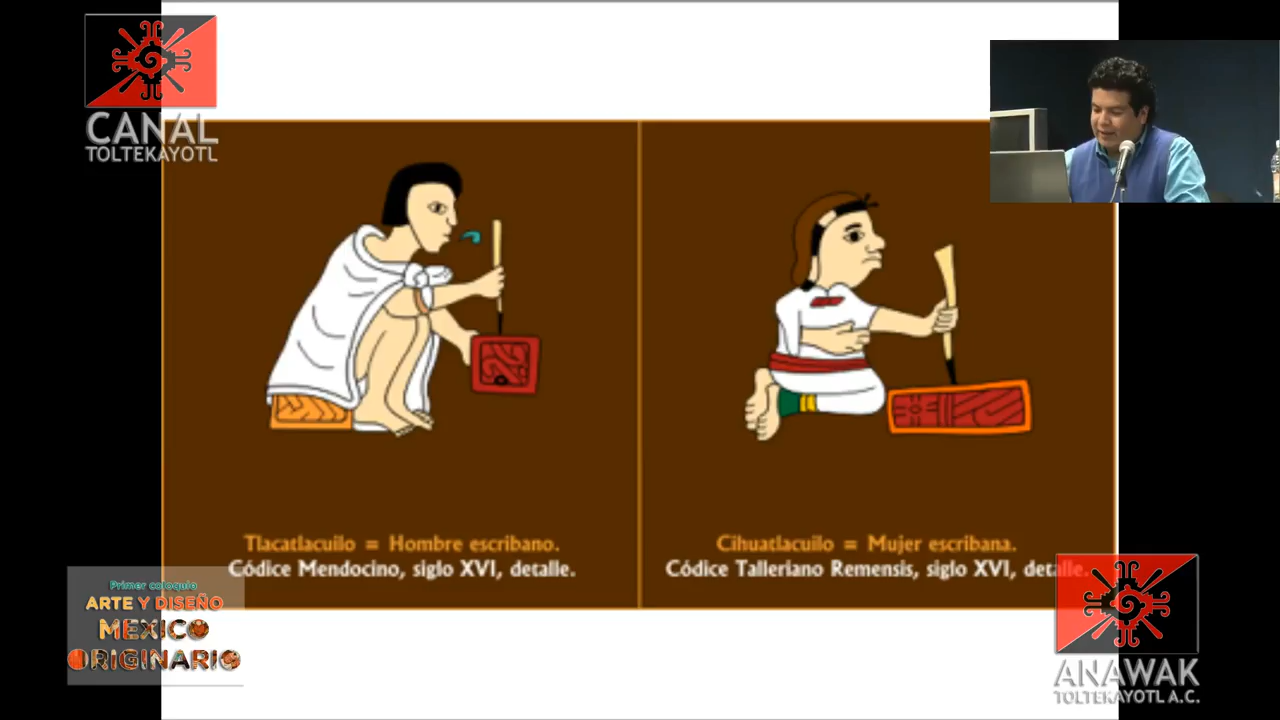 CANAL
TOLTEKAYOTL
Tlacatlacuilo = Hombre escribano.
Códice Mendocino, siglo XVI, detalle.
Cihuatlacuilo = Mujer escribana.
Códice Talleriano Remensis, siglo XVI, detalle.
Primer coloquio
ARTE Y DISEÑO
MEXICO
ORIGINARIO
ANAWAK
TOLTEKAYOTL A.C.